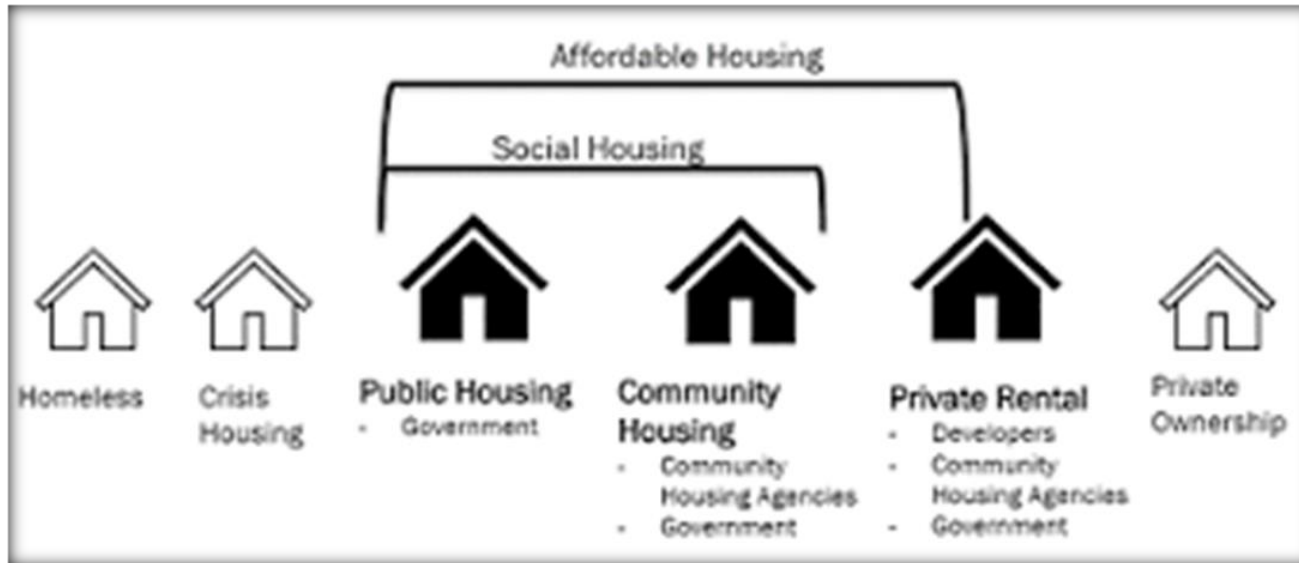 Affordable Housing
Social Housing
Homeless
Crisis
Housing
Public Housing
- Government
Community
Housing
- Community
Housing Agencies
- Government
Private Rental
- Developers
- Community
Housing Agencies
- Government
Private
Ownership